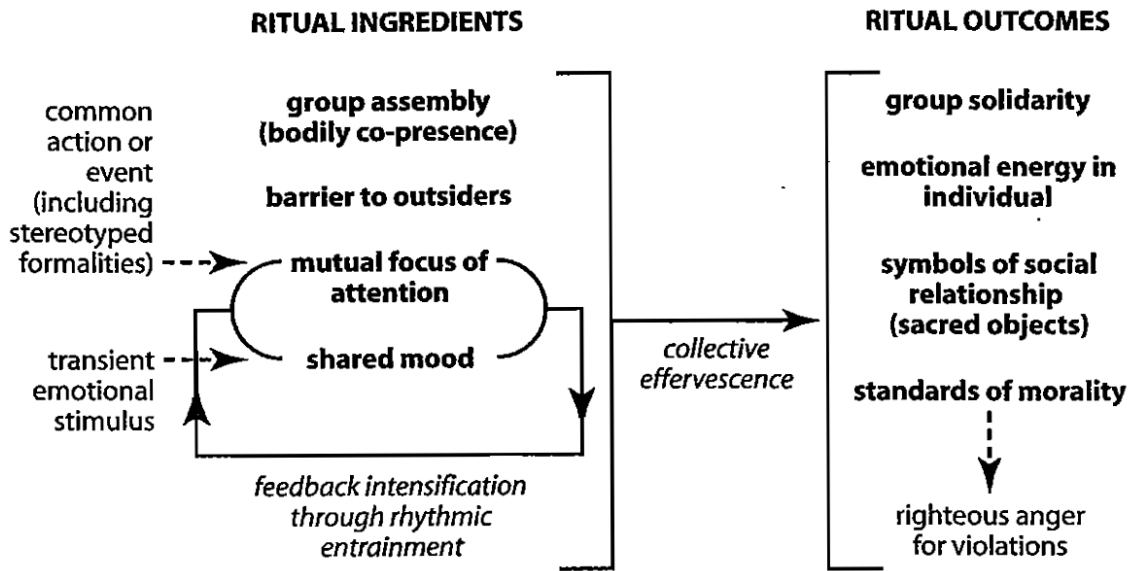 RITUAL INGREDIENTS
common
action or
event
(including
stereotyped
formalities)
transient
emotional
stimulus
group assembly
(bodily co-presence)
barrier to outsiders
mutual focus of
attention
shared mood
feedback intensification
through rhythmic
entrainment
collective
effervescence
RITUAL OUTCOMES
group solidarity
emotional energy in
individual
symbols of social
relationship
(sacred objects)
standards of morality
righteous anger
for violations